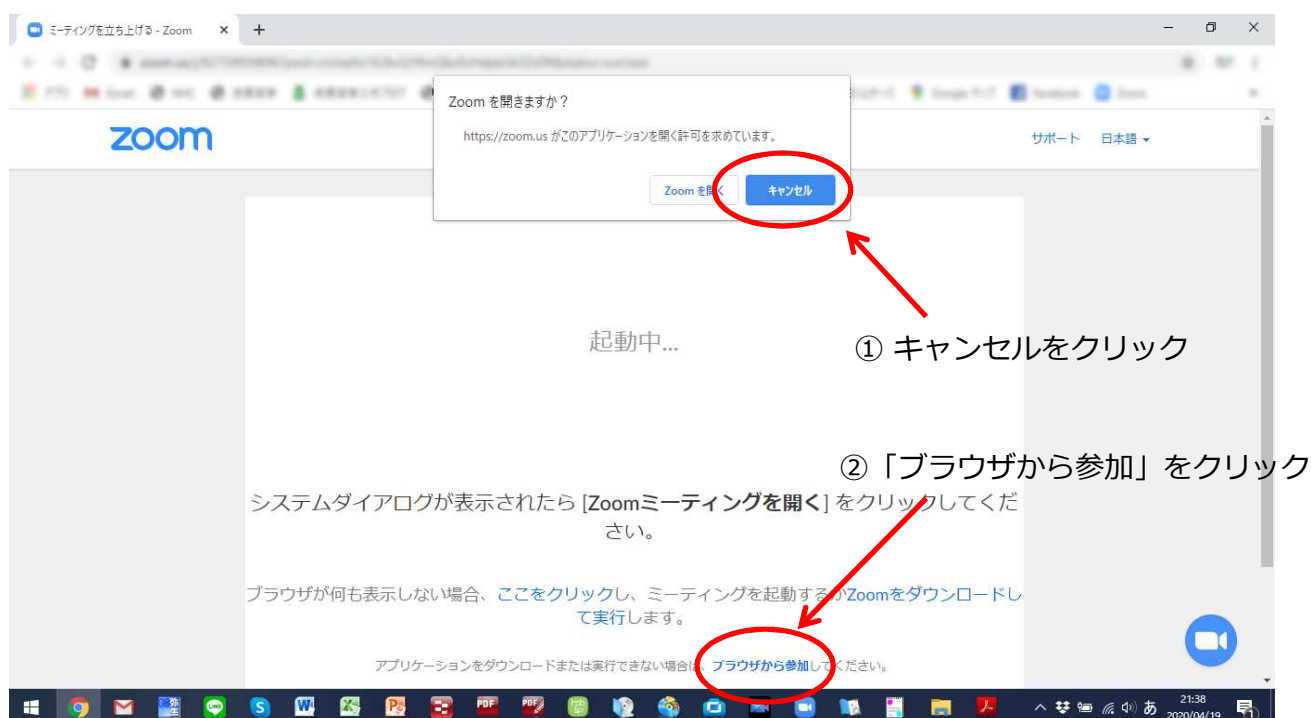 ミーティングを立ち上げる - Zoom
Zoom を開きますか？
https://zoom.us がこのアプリケーションを開く許可を求めています。
Zoom を開く
キャンセル
zoom
サポート
日本語
起動中...
① キャンセルをクリック
②「ブラウザから参加」をクリック
システムダイアログが表示されたら [Zoomミーティングを開く] をクリックしてくだ
さい。
ブラウザが何も表示しない場合、ここをクリックし、ミーティングを起動するかZoomをダウンロードし
て実行します。
アプリケーションをダウンロードまたは実行できない場合は、ブラウザから参加してください。
あ
21:38
2020/04/19